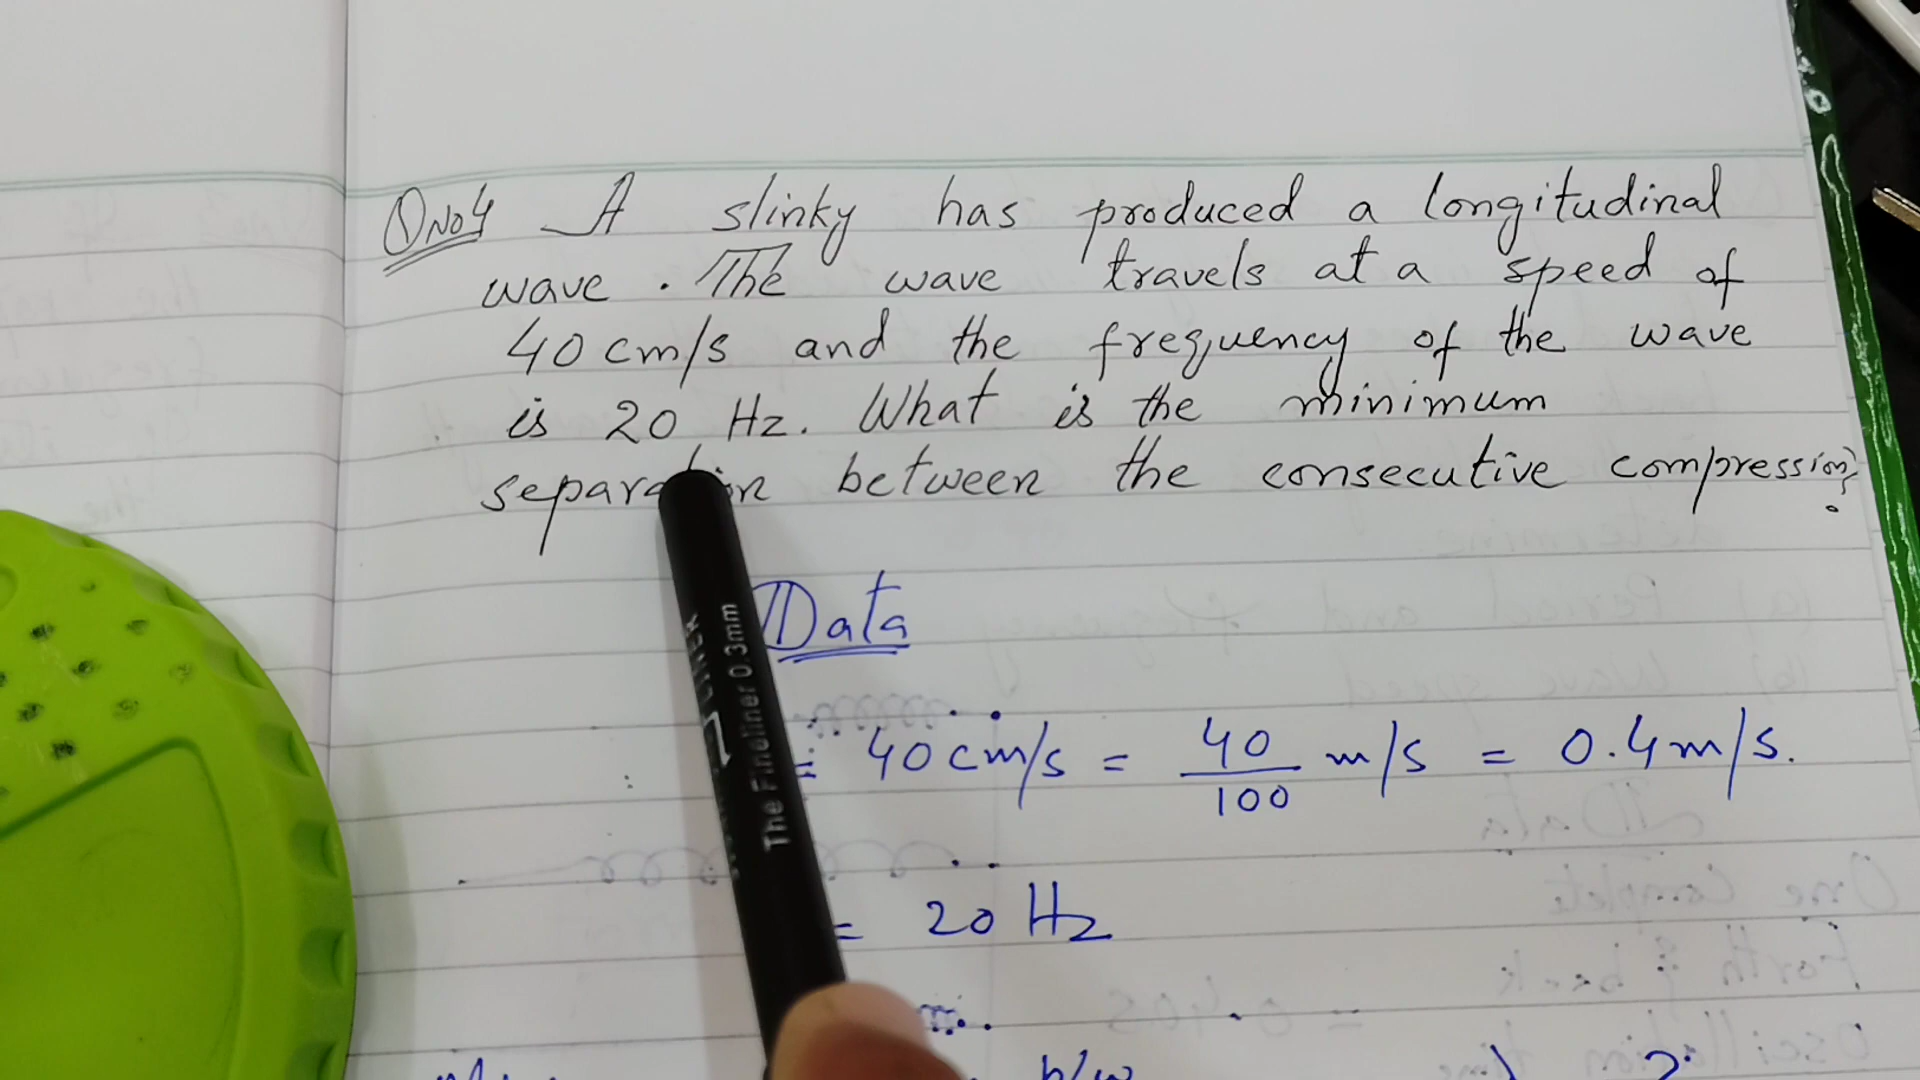 QNo4 A slinky has produced a longitudinal
wave. The wave travels at a speed of
40 cm/s and the frequency of the wave
is 20 Hz. What is the minimum
separation between the consecutive compression?
Data
= 40 cm/s = 40/100 m/s = 0.4 m/s.
= 20 Hz
b/w
The Fineliner 0.3mm